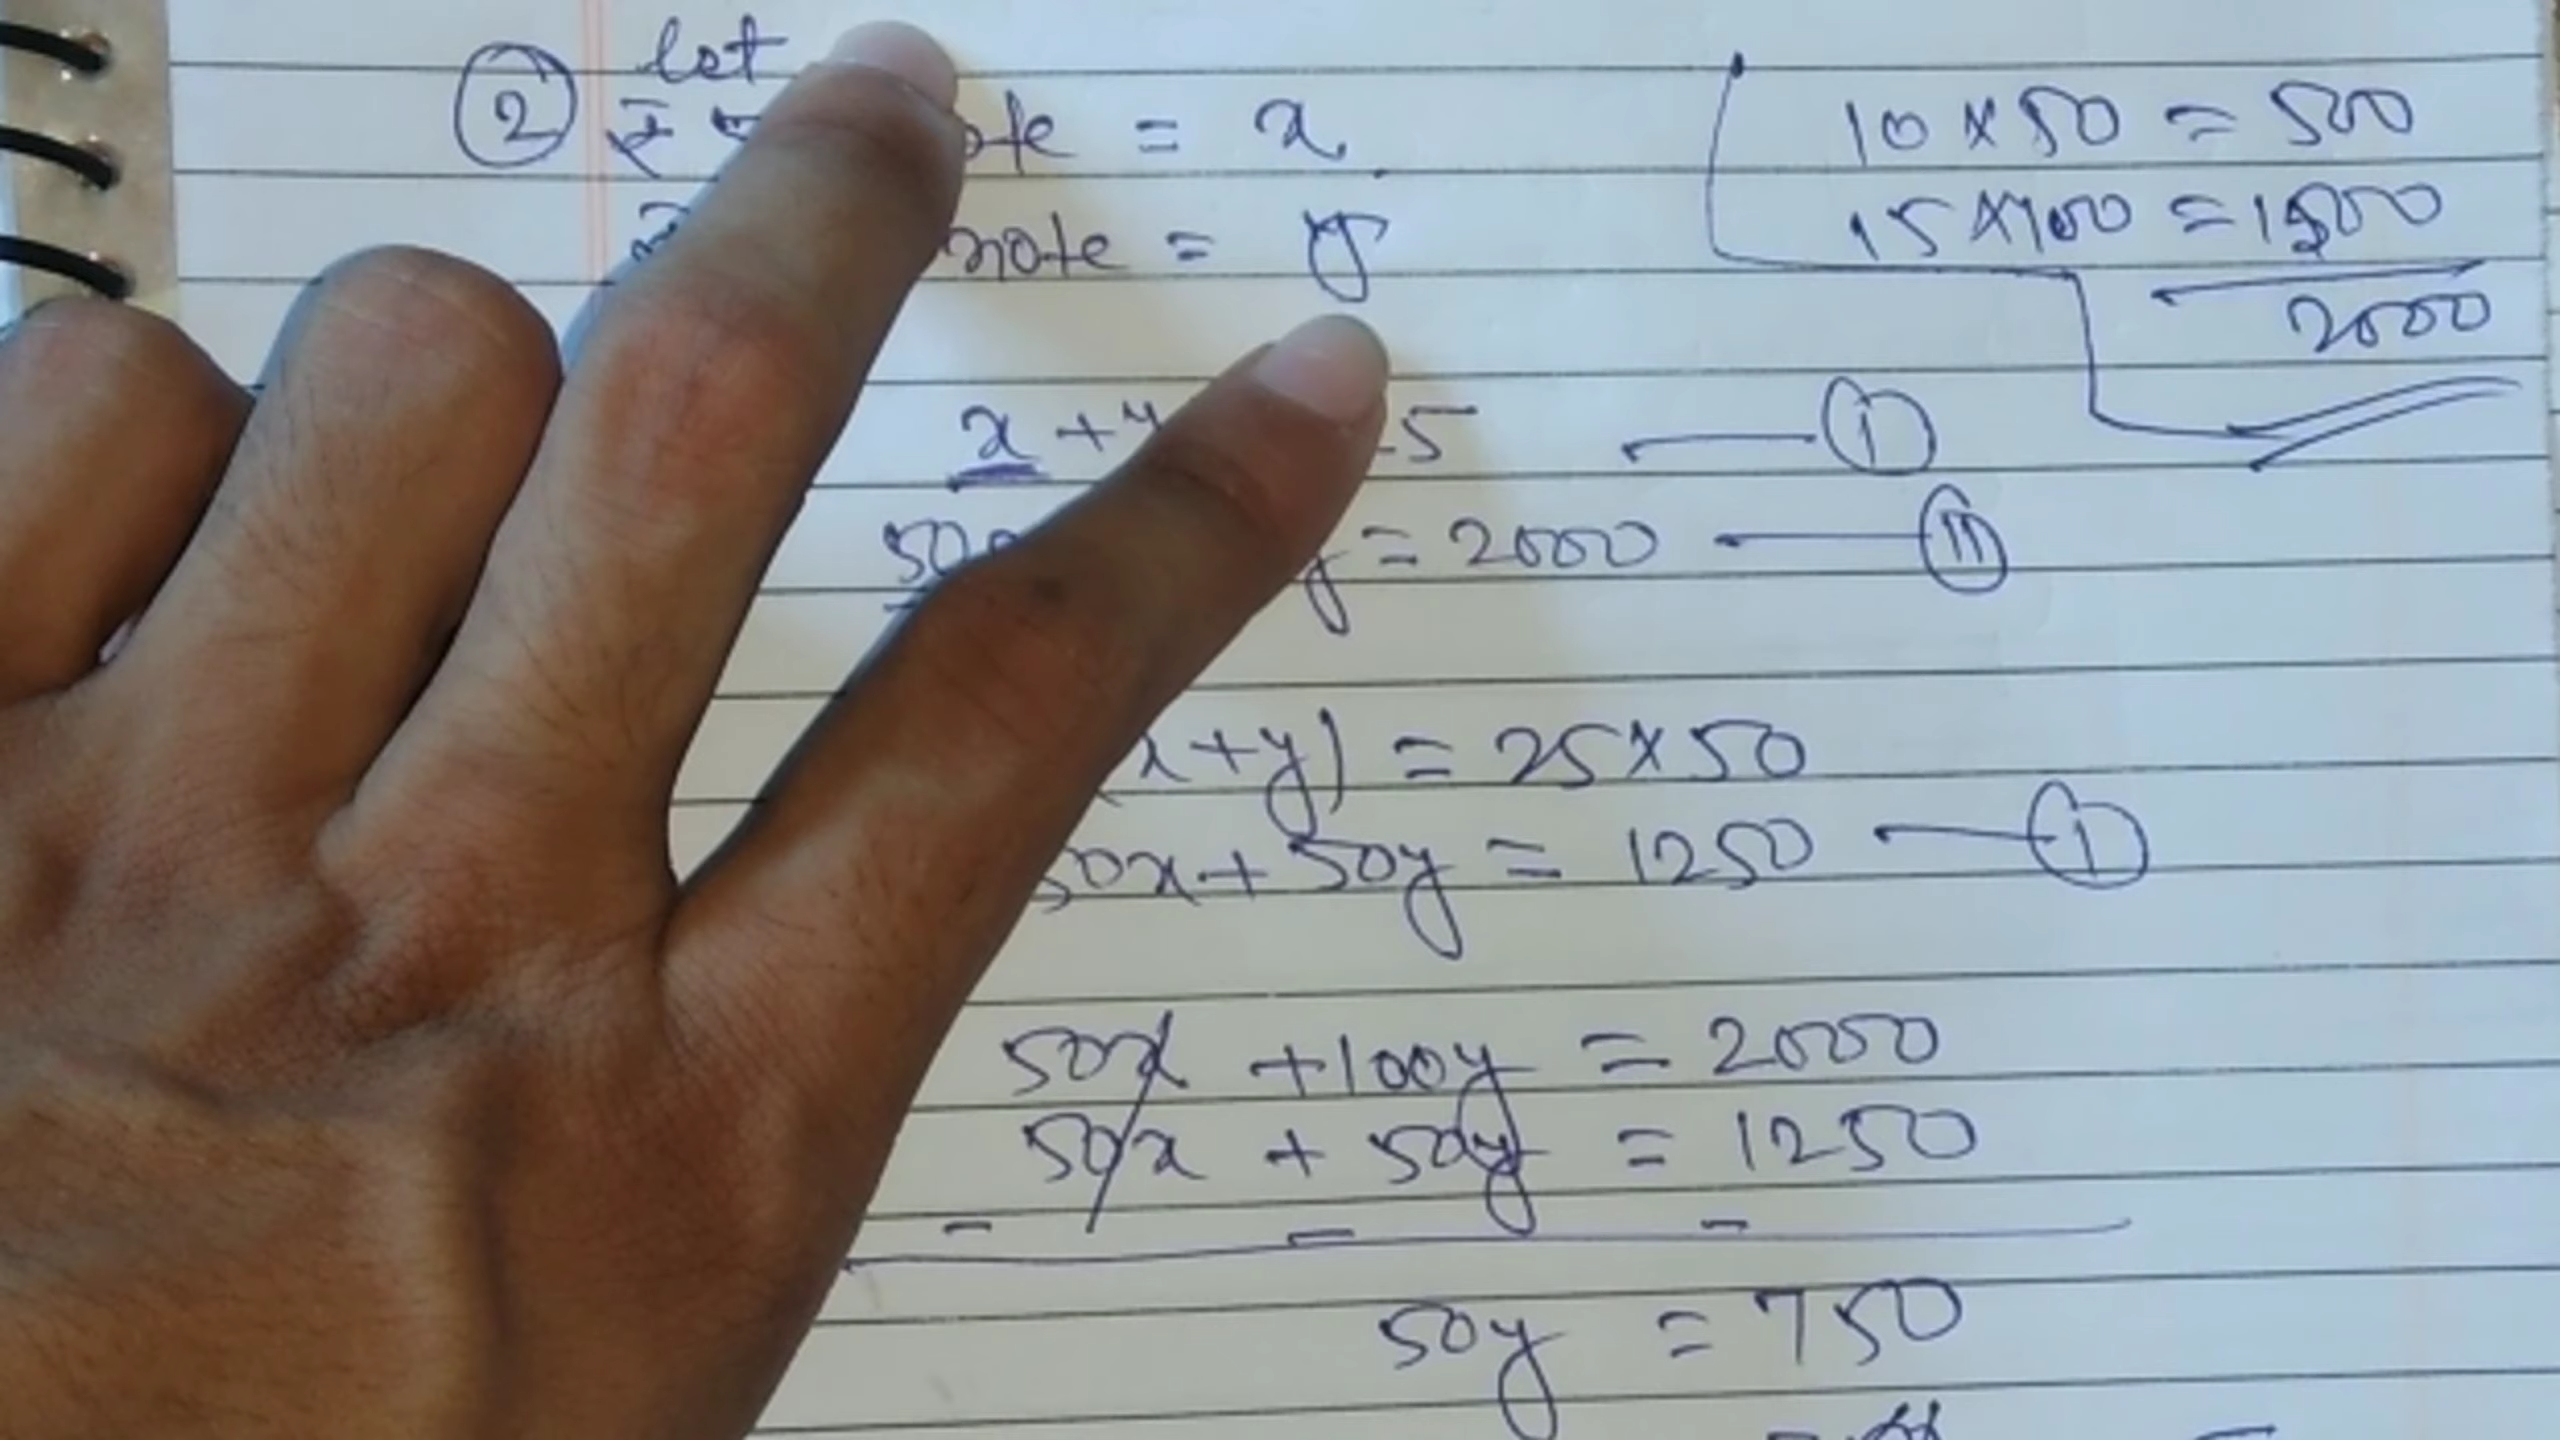 ② let
₹ ote = x
note = y
10 × 50 = 500
15 × 100 = 1500
2000
x + y 5 — Ⓘ
50 y = 2000 — Ⓘ Ⓘ
x + y) = 25 × 50
50x + 50y = 1250 — Ⓘ
50x + 100y = 2000
50x + 50y = 1250
- - -
50y = 750